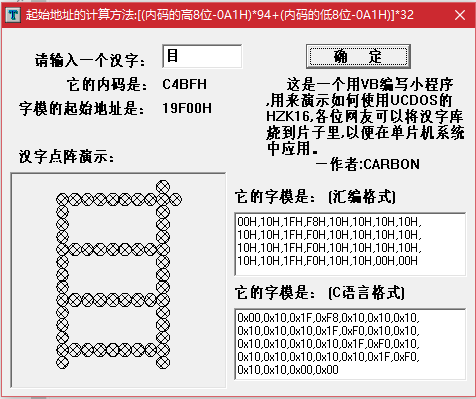 起始地址的计算方法:[(内码的高8位-0A1H)*94+(内码的低8位-0A1H)]*32
请输入一个汉字： 目
确 定
它的内码是： C4BFH
字模的起始地址是： 19F00H
这是一个用VB编写小程序
,用来演示如何使用UCDOS的
HZK16,各位网友可以将汉字库
烧到片子里,以便在单片机系统
中应用。
—作者:CARBON
汉字点阵演示：
它的字模是： (汇编格式)
00H,10H,1FH,F8H,10H,10H,10H,10H,
10H,10H,1FH,F0H,10H,10H,10H,10H,
10H,10H,1FH,F0H,10H,10H,10H,10H,
10H,10H,1FH,F0H,10H,10H,00H,00H
它的字模是： (C语言格式)
0x00,0x10,0x1F,0xF8,0x10,0x10,0x10,
0x10,0x10,0x10,0x1F,0xF0,0x10,0x10,
0x10,0x10,0x10,0x10,0x1F,0xF0,0x10,
0x10,0x10,0x10,0x10,0x10,0x1F,0xF0,
0x10,0x10,0x00,0x00